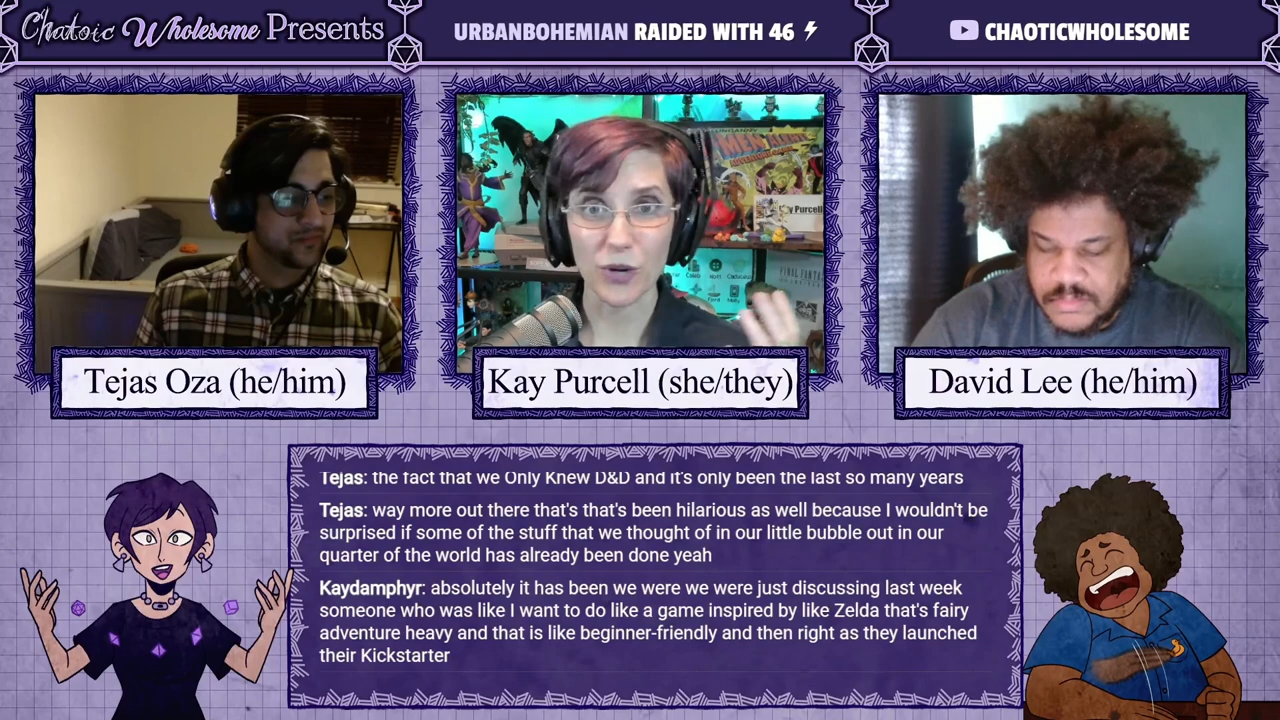 Chatoic Wholesome Presents
URBANBOHEMIAN RAIDED WITH 46
CHAOTICWHOLESOME
MEN
y Purcell
FINAL FANTASY
Tejas Oza (he/him)
Kay Purcell (she/they)
David Lee (he/him)
Tejas: the fact that we Only Knew D&D and it's only been the last so many years
Tejas: way more out there that's that's been hilarious as well because I wouldn't be
surprised if some of the stuff that we thought of in our little bubble out in our
quarter of the world has already been done yeah
Kaydamphyr: absolutely it has been we were we were just discussing last week
someone who was like I want to do like a game inspired by like Zelda that's fairy
adventure heavy and that is like beginner-friendly and then right as they launched
their Kickstarter